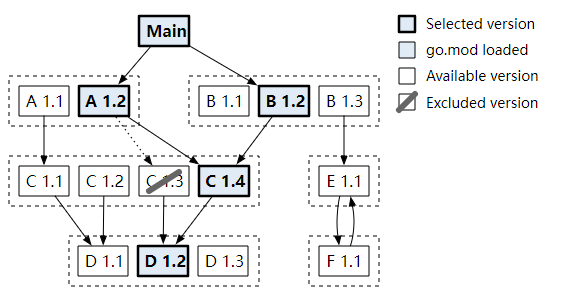 Main
Selected version
go.mod loaded
Available version
Excluded version
A 1.1
A 1.2
B 1.1
B 1.2
B 1.3
C 1.1
C 1.2
C 1.3
C 1.4
E 1.1
D 1.1
D 1.2
D 1.3
F 1.1